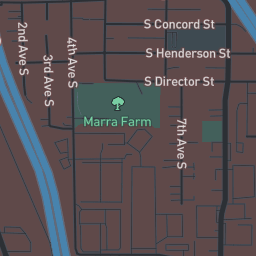 S Concord St
S Henderson St
S Director St
2nd Ave S
3rd Ave S
4th Ave S
Marra Farm
7th Ave S